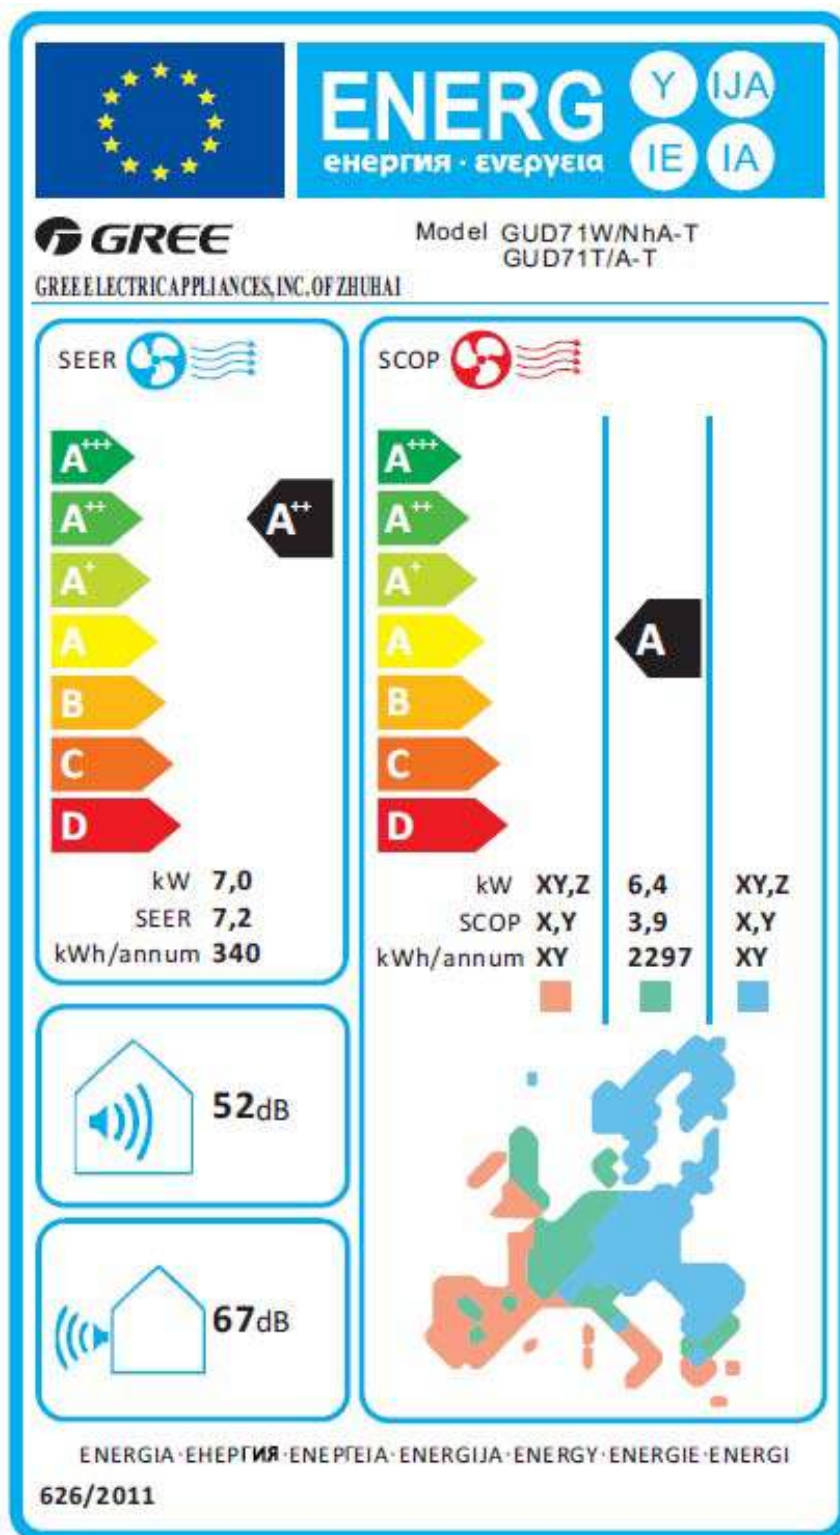 ENERG
енергия · ενεργεια
Y IJA
IE IA
GREE
Model GUD71W/NhA-T
GUD71T/A-T
GREE ELECTRIC APPLIANCES, INC. OF ZHUHAI
SEER
A+++
A++
A+
A
B
C
D
A++
kW 7,0
SEER 7,2
kWh/annum 340
SCOP
A+++
A++
A+
A
B
C
D
A
kW XY,Z 6,4 XY,Z
SCOP X,Y 3,9 X,Y
kWh/annum XY 2297 XY
52dB
67dB
ENERGIA·ЕНЕРГИЯ·ΕΝΕΡΓΕΙΑ·ENERGIJA·ENERGY·ENERGIE·ENERGI
626/2011